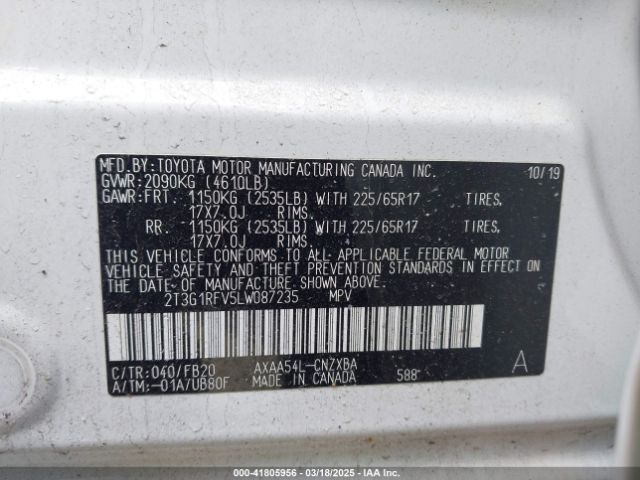 MFD.BY:TOYOTA MOTOR MANUFACTURING CANADA INC. 10/19
GVWR:2090KG (4610LB)
GAWR:FRT. 1150KG (2535LB) WITH 225/65R17 TIRES,
17X7.0J RIMS,
RR. 1150KG (2535LB) WITH 225/65R17 TIRES,
17X7.0J RIMS.
THIS VEHICLE CONFORMS TO ALL APPLICABLE FEDERAL MOTOR
VEHICLE SAFETY AND THEFT PREVENTION STANDARDS IN EFFECT
ON THE DATE OF MANUFACTURE SHOWN ABOVE.
2T3G1RFV5LW087235 MPV
C/TR:040/FB20 AXAA54L-CNZXBA A
A/TM:-01A/UB80F MADE IN CANADA 588
000-41805956 — 03/18/2025 — IAA Inc.